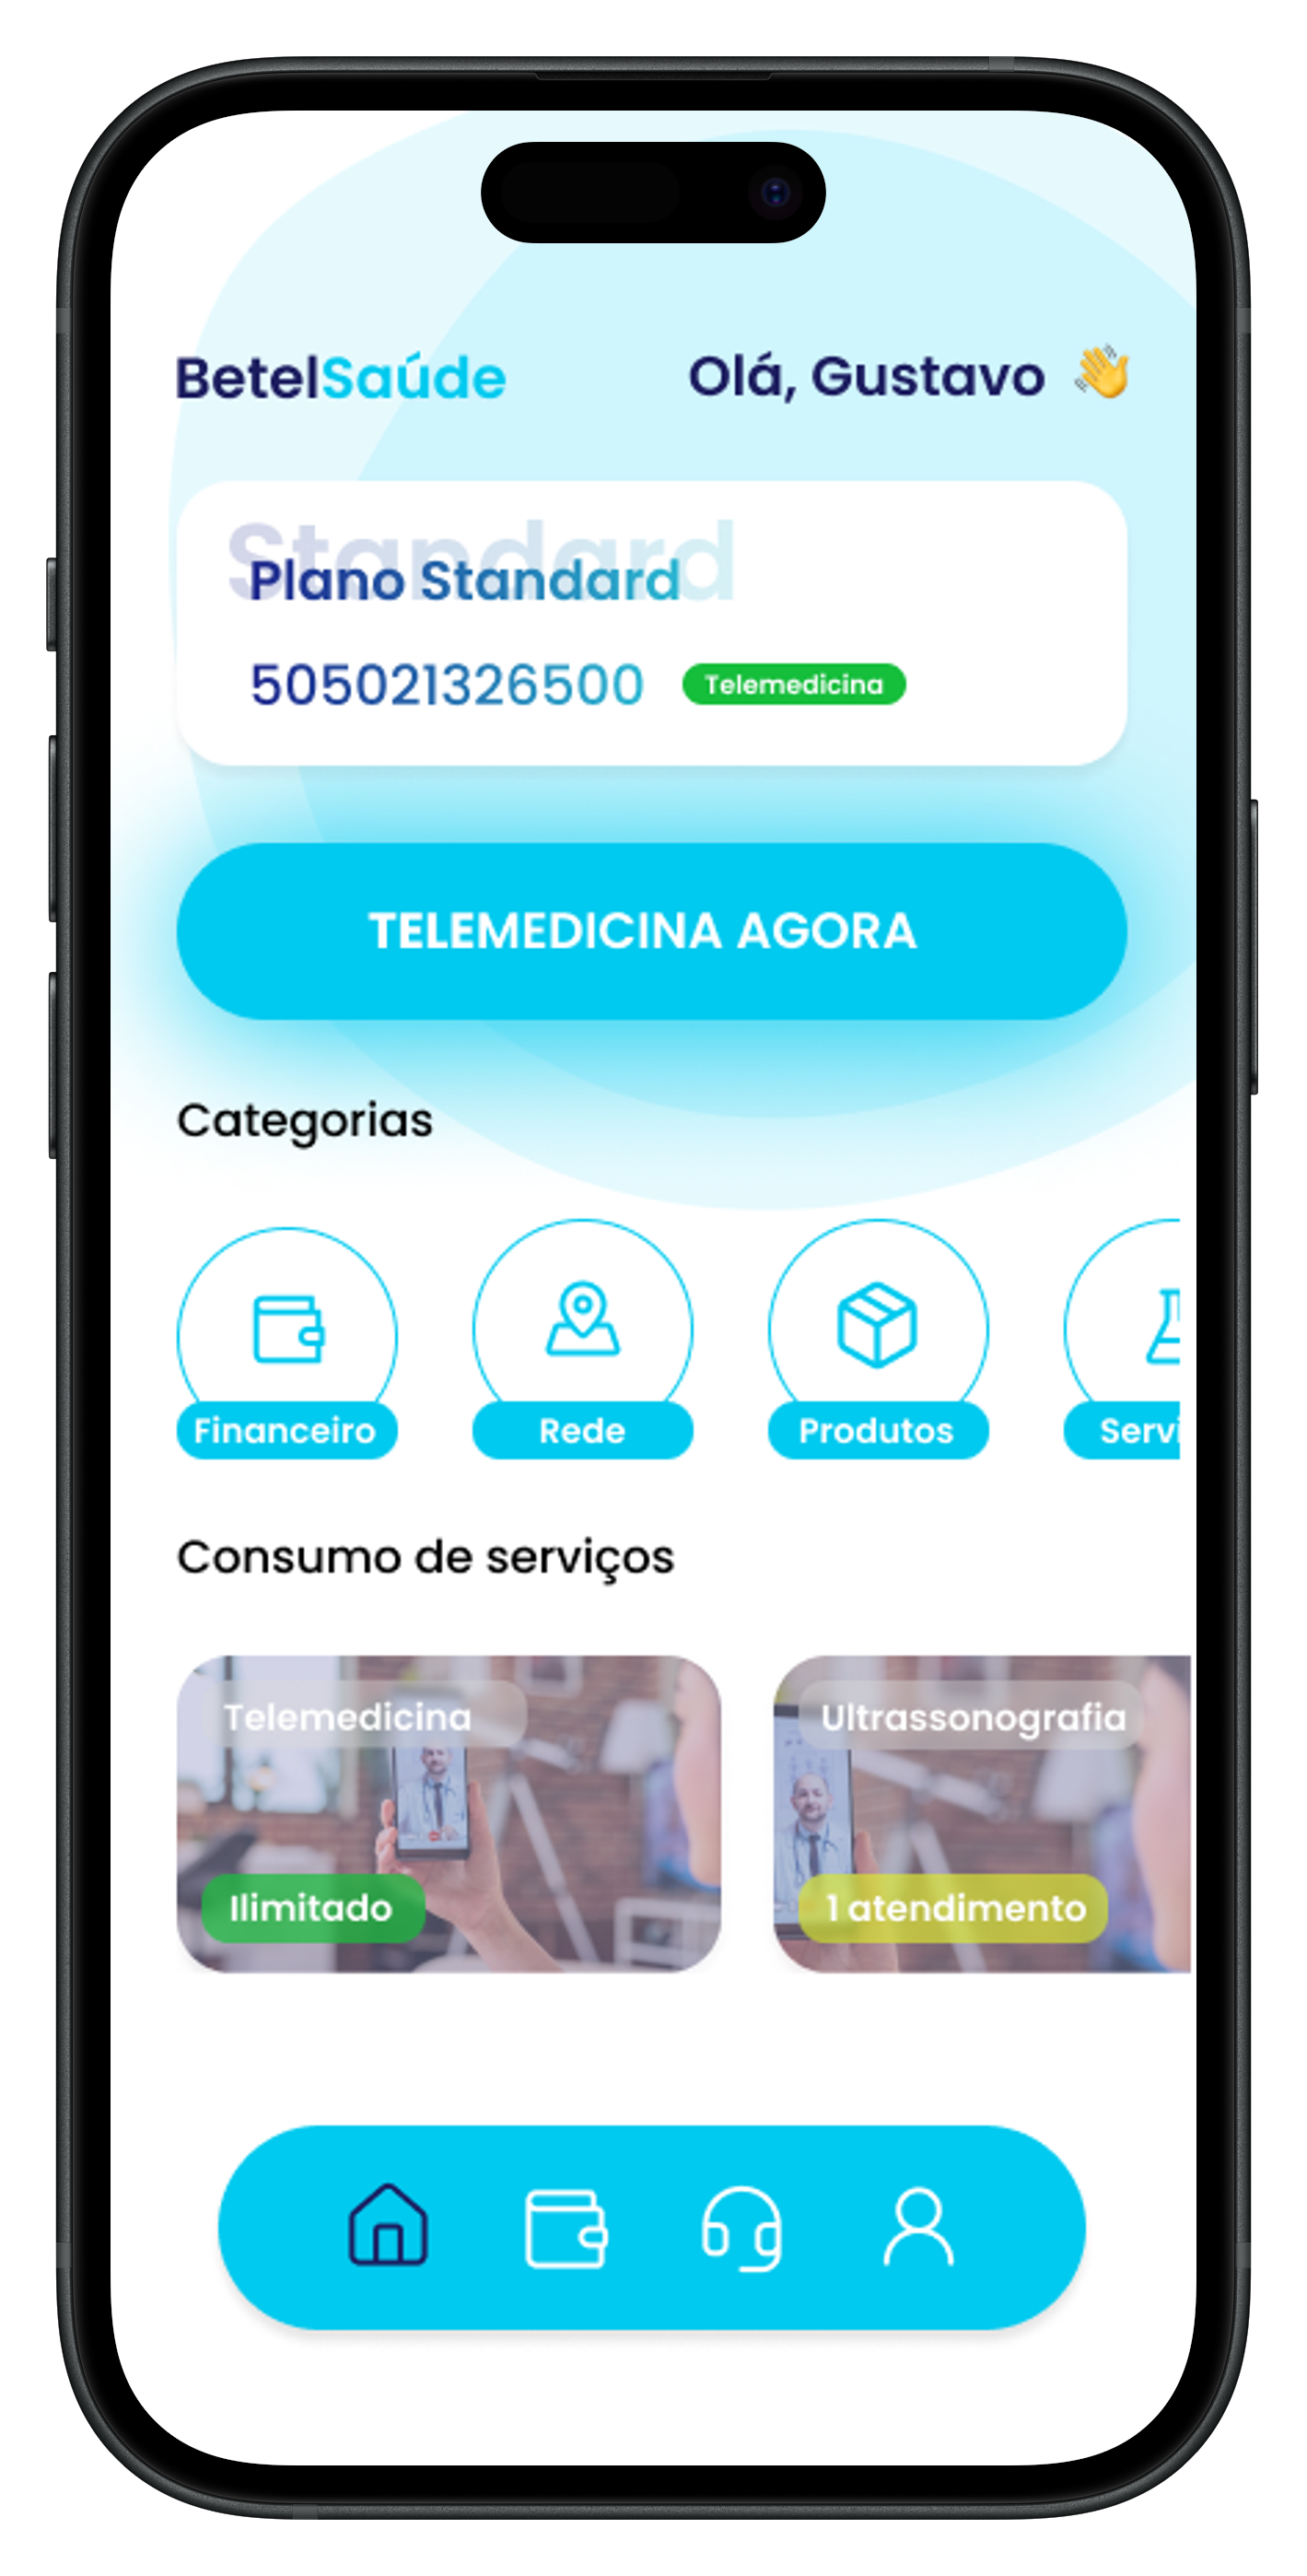 BetelSaúde
Olá, Gustavo 👋
Standard
Plano Standard
505021326500
Telemedicina
TELEMEDICINA AGORA
Categorias
Financeiro
Rede
Produtos
Servi
Consumo de serviços
Telemedicina
Ultrassonografia
Ilimitado
1 atendimento